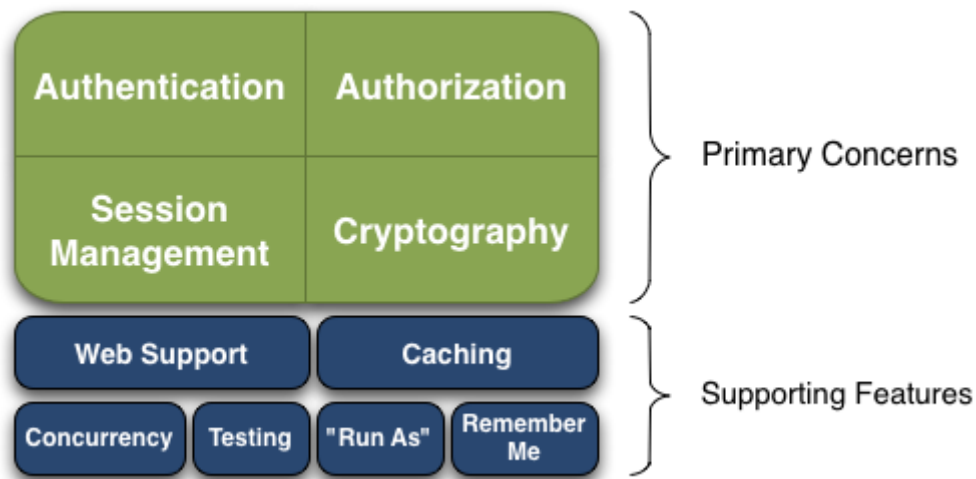 Authentication
Authorization
Session
Management
Cryptography
Primary Concerns
Web Support
Caching
Concurrency
Testing
"Run As"
Remember
Me
Supporting Features